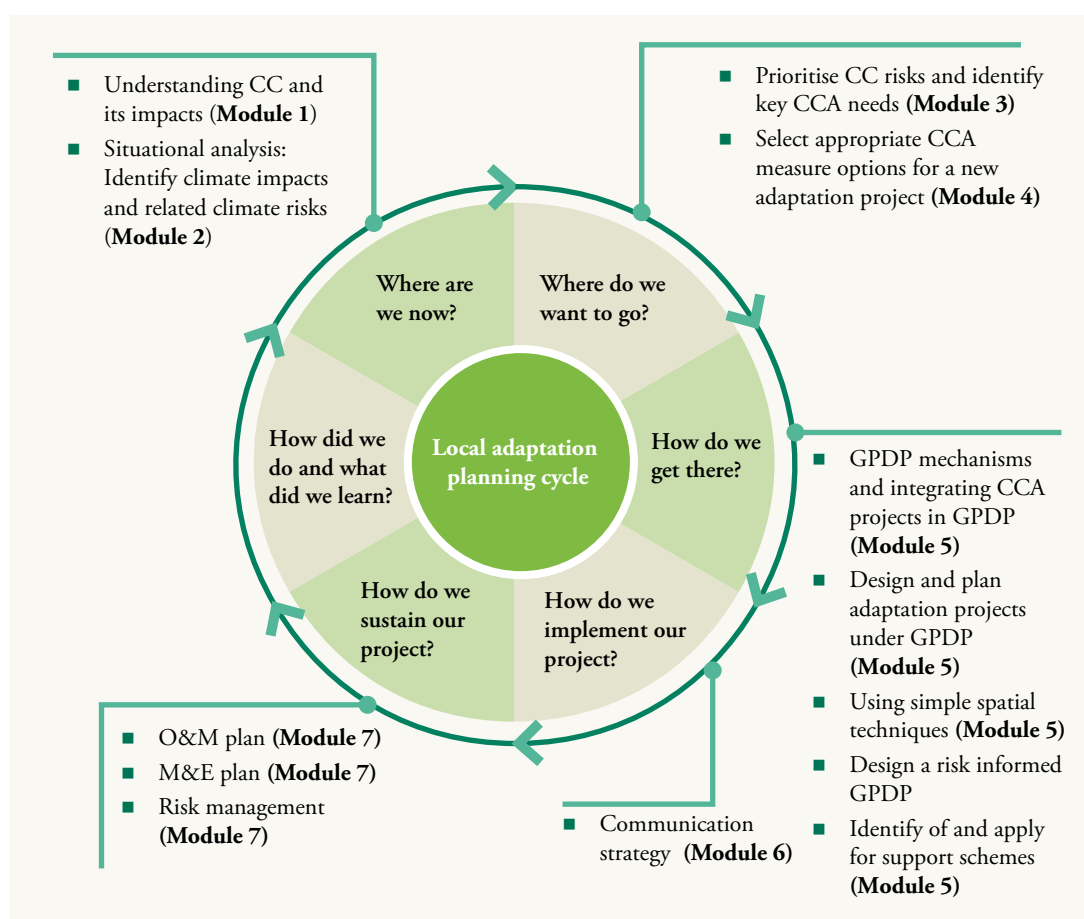 Understanding CC and
its impacts (Module 1)
Situational analysis:
Identify climate impacts
and related climate risks
(Module 2)
Prioritise CC risks and identify
key CCA needs (Module 3)
Select appropriate CCA
measure options for a new
adaptation project (Module 4)
Where are
we now?
Where do we
want to go?
How did we
do and what
did we learn?
Local adaptation
planning cycle
How do we
get there?
How do we
sustain our
project?
How do we
implement our
project?
GPDP mechanisms
and integrating CCA
projects in GPDP
(Module 5)
Design and plan
adaptation projects
under GPDP
(Module 5)
Using simple spatial
techniques (Module 5)
Design a risk informed
GPDP
Identify of and apply
for support schemes
(Module 5)
O&M plan (Module 7)
M&E plan (Module 7)
Risk management
(Module 7)
Communication
strategy (Module 6)